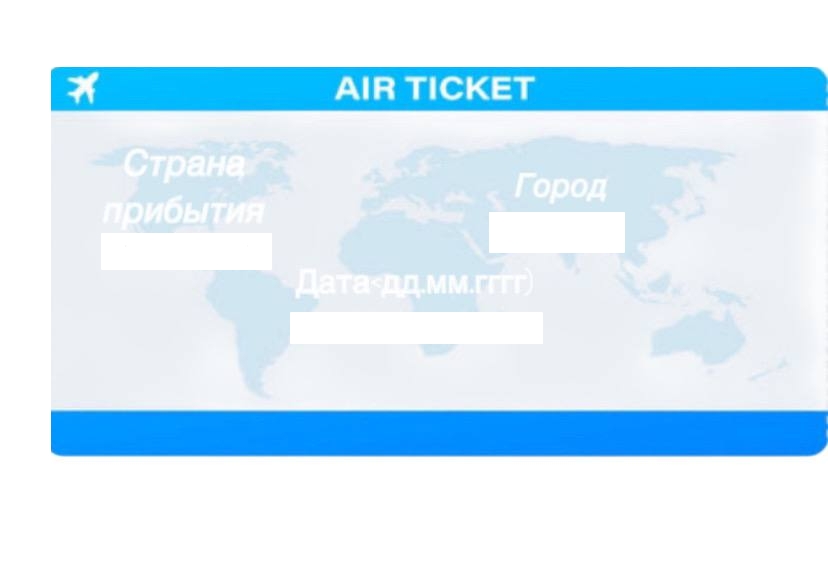 AIR TICKET
Страна
прибытия
Город
Дата<дд.мм.гггг)